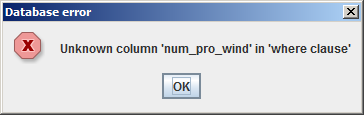 Database error
Unknown column 'num_pro_wind' in 'where clause'
OK